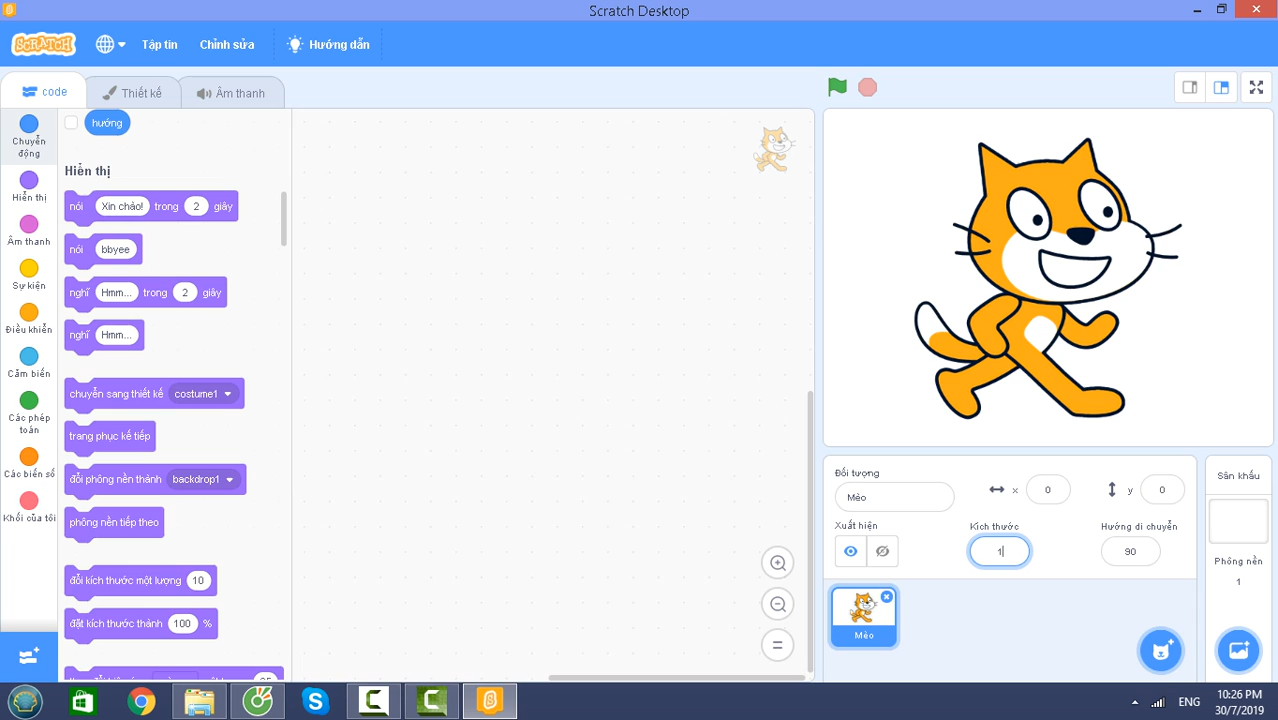 Scratch Desktop
SCRATCH
Tập tin
Chỉnh sửa
Hướng dẫn
code
Thiết kế
Âm thanh
Chuyển động
Hiển thị
Âm thanh
Sự kiện
Điều khiển
Cảm biến
Các phép toán
Các biến số
Khối của tôi
hướng
Hiển thị
nói Xin chào! trong 2 giây
nói bbyee
nghĩ Hmm... trong 2 giây
nghĩ Hmm...
chuyển sang thiết kế costume1
trang phục kế tiếp
đổi phông nền thành backdrop1
phông nền tiếp theo
đổi kích thước một lượng 10
đặt kích thước thành 100 %
Đối tượng
Mèo
x 0
y 0
Xuất hiện
Kích thước
1
Hướng di chuyển
90
Mèo
Sân khấu
Phông nền
1
ENG
10:26 PM
30/7/2019